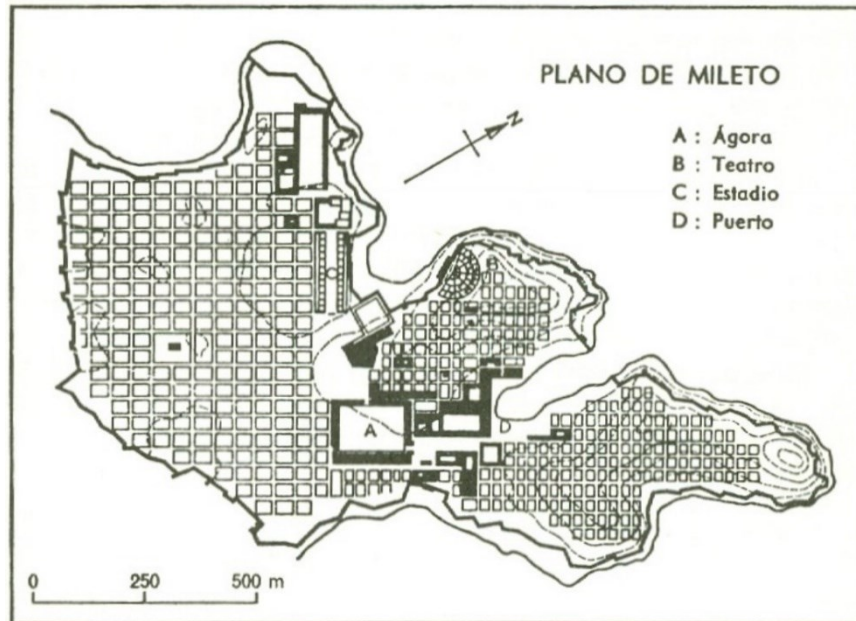 PLANO DE MILETO
N
A : Ágora
B : Teatro
C : Estadio
D : Puerto
B
C
A
D
0 250 500 m